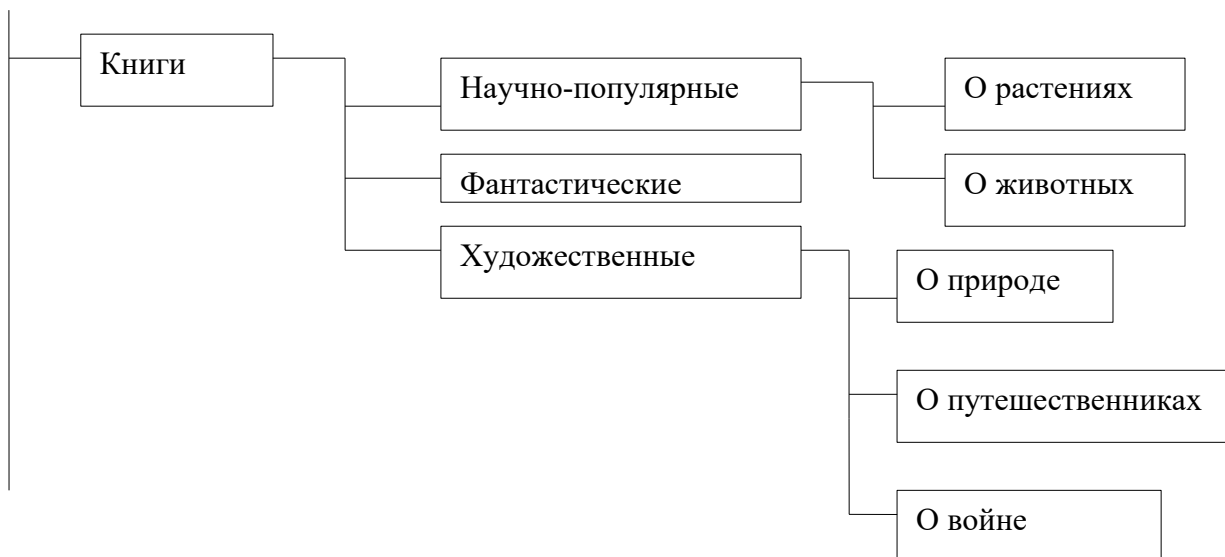 Книги
Научно-популярные
О растениях
О животных
Фантастические
Художественные
О природе
О путешественниках
О войне